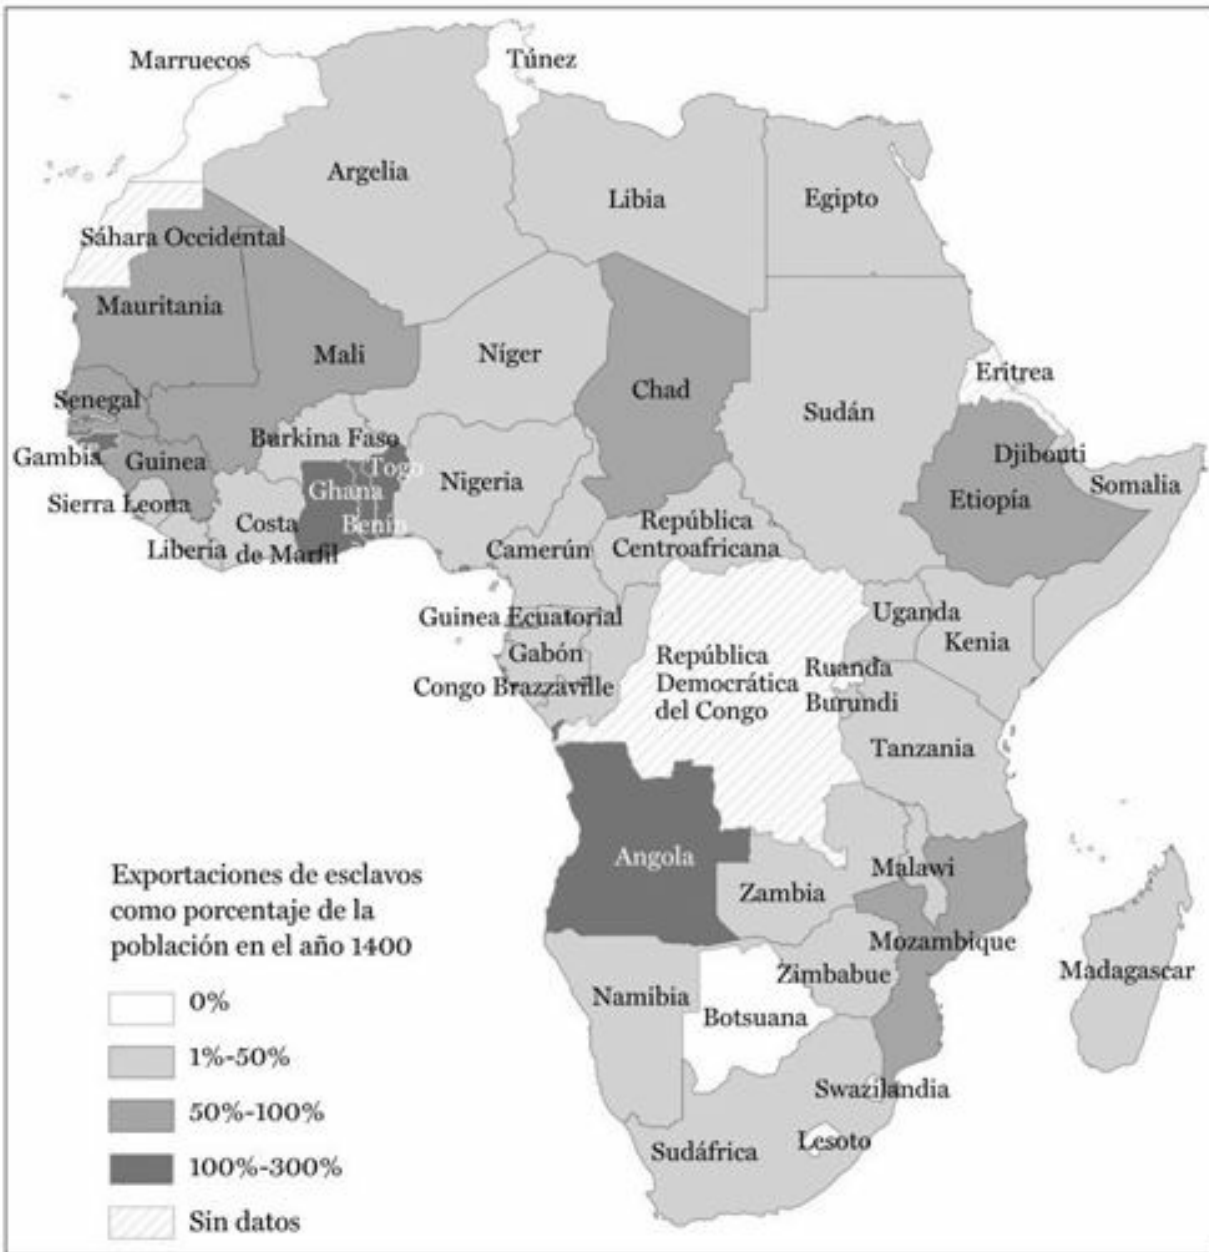 Marruecos
Túnez
Argelia
Libia
Egipto
Sáhara Occidental
Mauritania
Mali
Níger
Chad
Sudán
Eritrea
Senegal
Gambia
Guinea
Burkina Faso
Togo
Nigeria
Djibouti
Somalia
Sierra Leona
Ghana
Etiopía
Liberia
Costa
de Marfil
Benín
Camerún
República
Centroafricana
Guinea Ecuatorial
Uganda
Kenia
Gabón
República
Democrática
del Congo
Ruanda
Congo Brazzaville
Burundi
Tanzania
Angola
Malawi
Zambia
Mozambique
Zimbabue
Madagascar
Namibia
Botsuana
Swazilandia
Lesoto
Sudáfrica
Exportaciones de esclavos
como porcentaje de la
población en el año 1400
0%
1%-50%
50%-100%
100%-300%
Sin datos